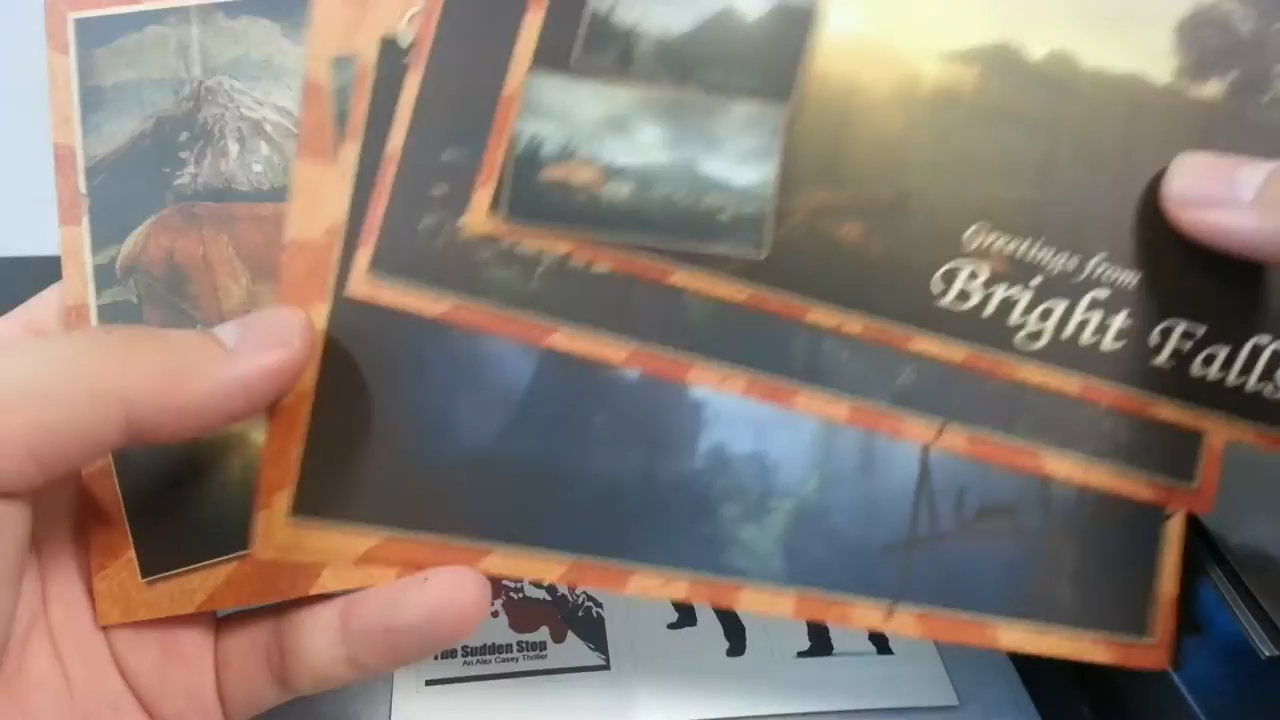 Greetings from
Bright Falls
The Sudden Stop
An Alex Casey Thriller